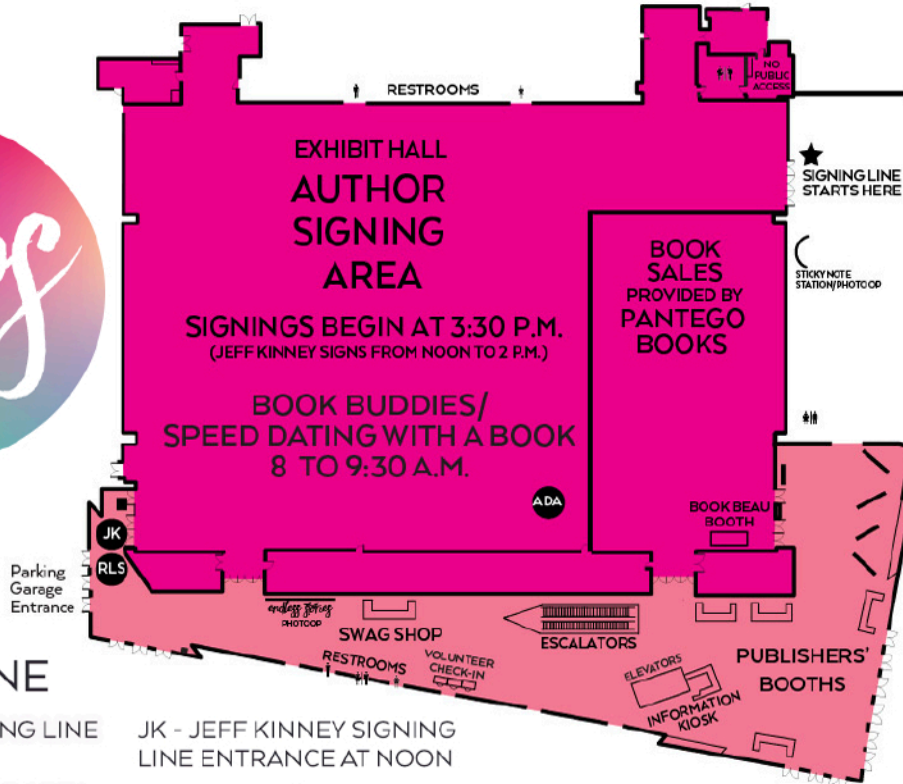 RESTROOMS
NO
PUBLIC
ACCESS
EXHIBIT HALL
AUTHOR
SIGNING
AREA
SIGNINGS BEGIN AT 3:30 P.M.
(JEFF KINNEY SIGNS FROM NOON TO 2 P.M.)
BOOK BUDDIES/
SPEED DATING WITH A BOOK
8 TO 9:30 A.M.
SIGNING LINE
STARTS HERE
BOOK
SALES
PROVIDED BY
PANTEGO
BOOKS
STICKY NOTE
STATION/PHOTO OP
ADA
BOOK BEAU
BOOTH
JK
RLS
Parking
Garage
Entrance
endless stories
PHOTO OP
SWAG SHOP
RESTROOMS
VOLUNTEER
CHECK-IN
ESCALATORS
ELEVATORS
INFORMATION
KIOSK
PUBLISHERS'
BOOTHS
LINE
JK - JEFF KINNEY SIGNING
LINE ENTRANCE AT NOON